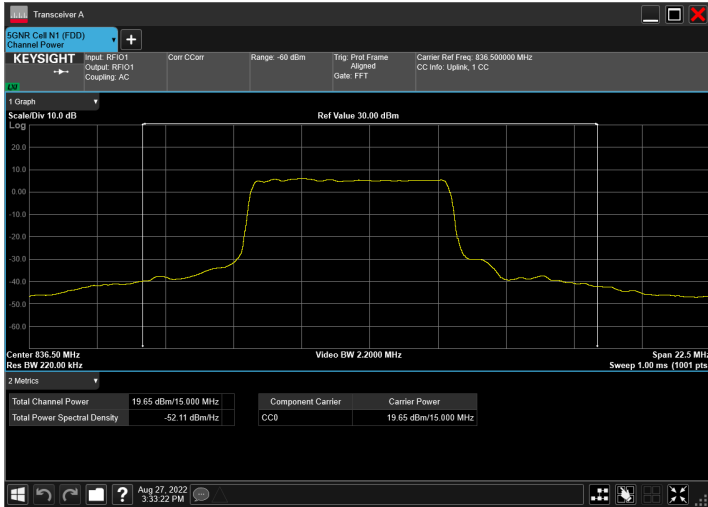 Transceiver A
5GNR Cell N1 (FDD)
Channel Power
KEYSIGHT
LXI
Input: RFIO1
Output: RFIO1
Coupling: AC
Corr CCorr
Range: -60 dBm
Trig: Prot Frame
Aligned
Gate: FFT
Carrier Ref Freq: 836.500000 MHz
CC Info: Uplink, 1 CC
1 Graph
Scale/Div 10.0 dB
Ref Value 30.00 dBm
Log
20.0
10.0
0.00
-10.0
-20.0
-30.0
-40.0
-50.0
-60.0
Center 836.50 MHz
Video BW 2.2000 MHz
Span 22.5 MHz
Res BW 220.00 kHz
Sweep 1.00 ms (1001 pts
2 Metrics
Total Channel Power 19.65 dBm/15.000 MHz
Total Power Spectral Density -52.11 dBm/Hz
Component Carrier Carrier Power
CC0 19.65 dBm/15.000 MHz
?
Aug 27, 2022
3:33:22 PM